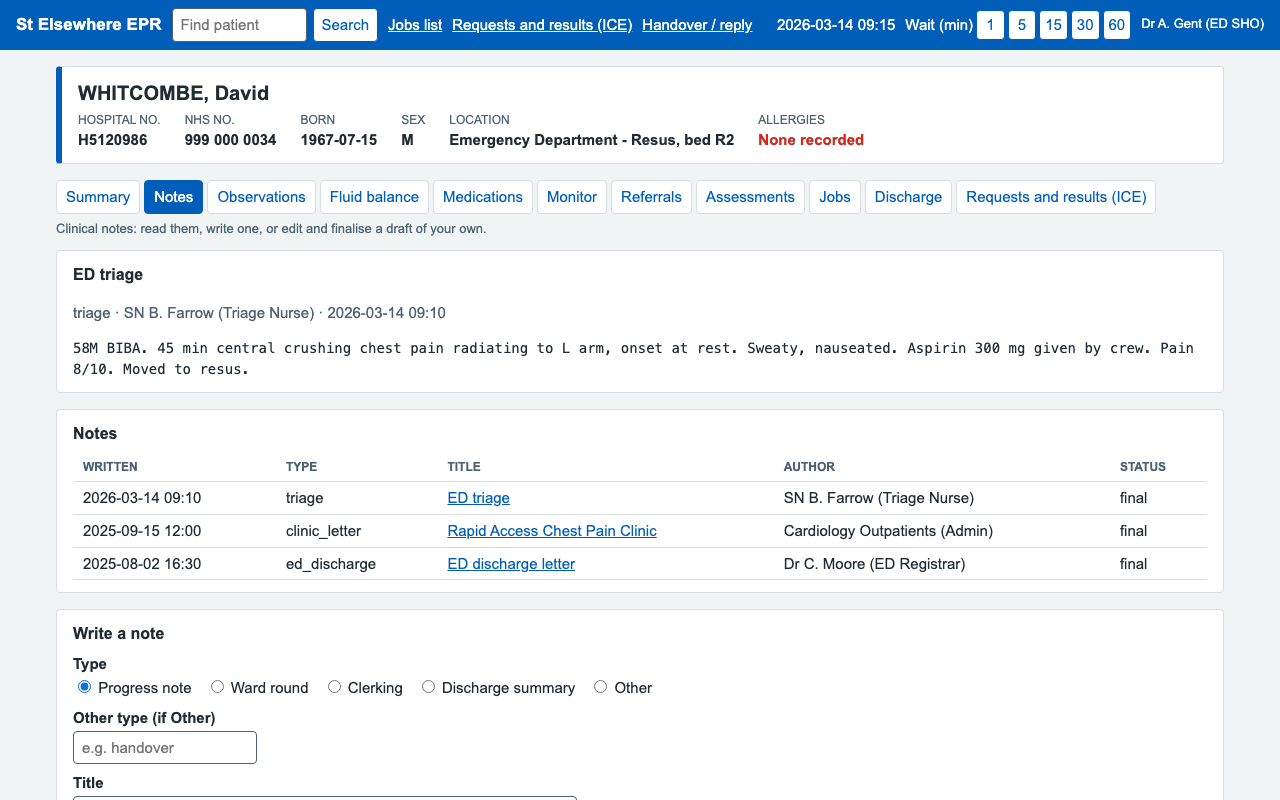 St Elsewhere EPR Find patient Search Jobs list Requests and results (ICE) Handover / reply 2026-03-14 09:15 Wait (min) 1 5 15 30 60 Dr A. Gent (ED SHO)
WHITCOMBE, David
HOSPITAL NO. NHS NO. BORN SEX LOCATION ALLERGIES
H5120986 999 000 0034 1967-07-15 M Emergency Department - Resus, bed R2 None recorded
Summary Notes Observations Fluid balance Medications Monitor Referrals Assessments Jobs Discharge Requests and results (ICE)
Clinical notes: read them, write one, or edit and finalise a draft of your own.
ED triage
triage · SN B. Farrow (Triage Nurse) · 2026-03-14 09:10
58M BIBA. 45 min central crushing chest pain radiating to L arm, onset at rest. Sweaty, nauseated. Aspirin 300 mg given by crew. Pain
8/10. Moved to resus.
Notes
WRITTEN TYPE TITLE AUTHOR STATUS
2026-03-14 09:10 triage ED triage SN B. Farrow (Triage Nurse) final
2025-09-15 12:00 clinic_letter Rapid Access Chest Pain Clinic Cardiology Outpatients (Admin) final
2025-08-02 16:30 ed_discharge ED discharge letter Dr C. Moore (ED Registrar) final
Write a note
Type
Progress note Ward round Clerking Discharge summary Other
Other type (if Other)
e.g. handover
Title